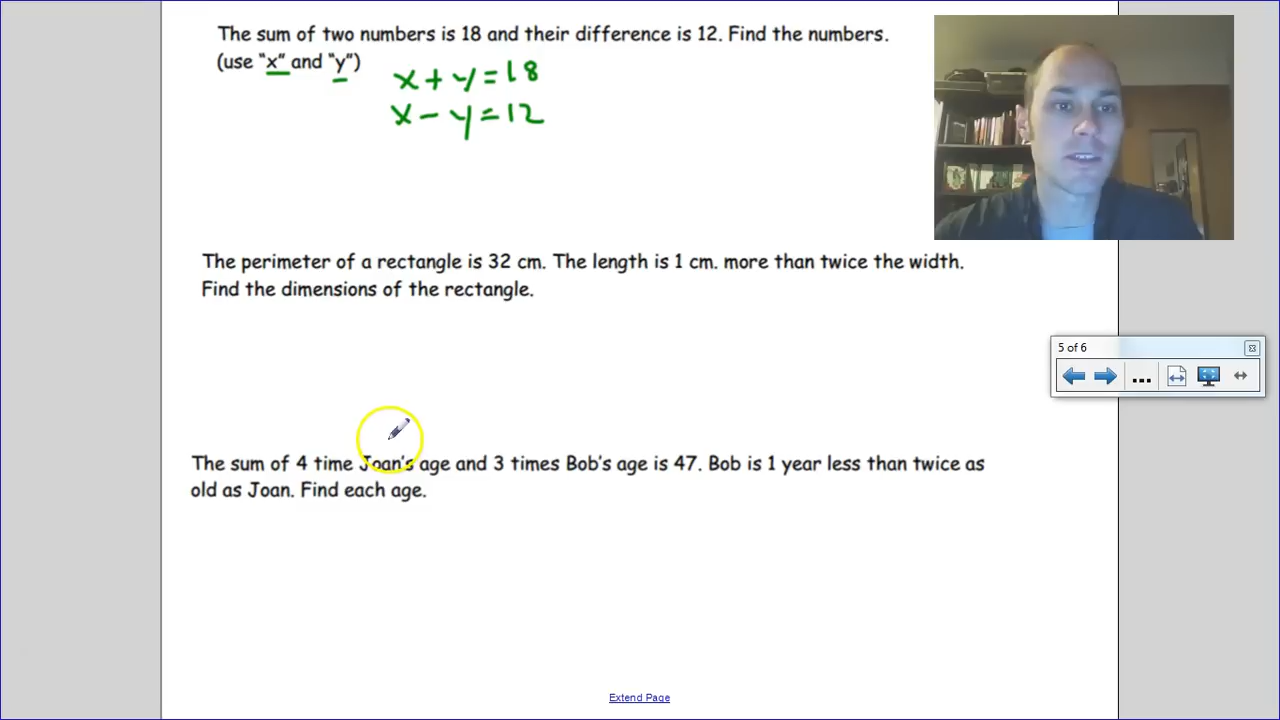 The sum of two numbers is 18 and their difference is 12. Find the numbers.
(use “x” and “y”)
x + y = 18
x - y = 12
The perimeter of a rectangle is 32 cm. The length is 1 cm. more than twice the width.
Find the dimensions of the rectangle.
5 of 6
...
The sum of 4 time Joan's age and 3 times Bob's age is 47. Bob is 1 year less than twice as
old as Joan. Find each age.
Extend Page